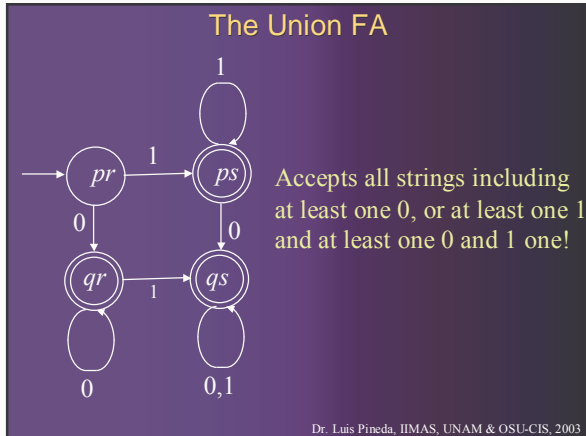 The Union FA
1
pr
1
ps
Accepts all strings including
at least one 0, or at least one 1
and at least one 0 and 1 one!
0
0
qr
1
qs
0
0,1
Dr. Luis Pineda, IIMAS, UNAM & OSU-CIS, 2003